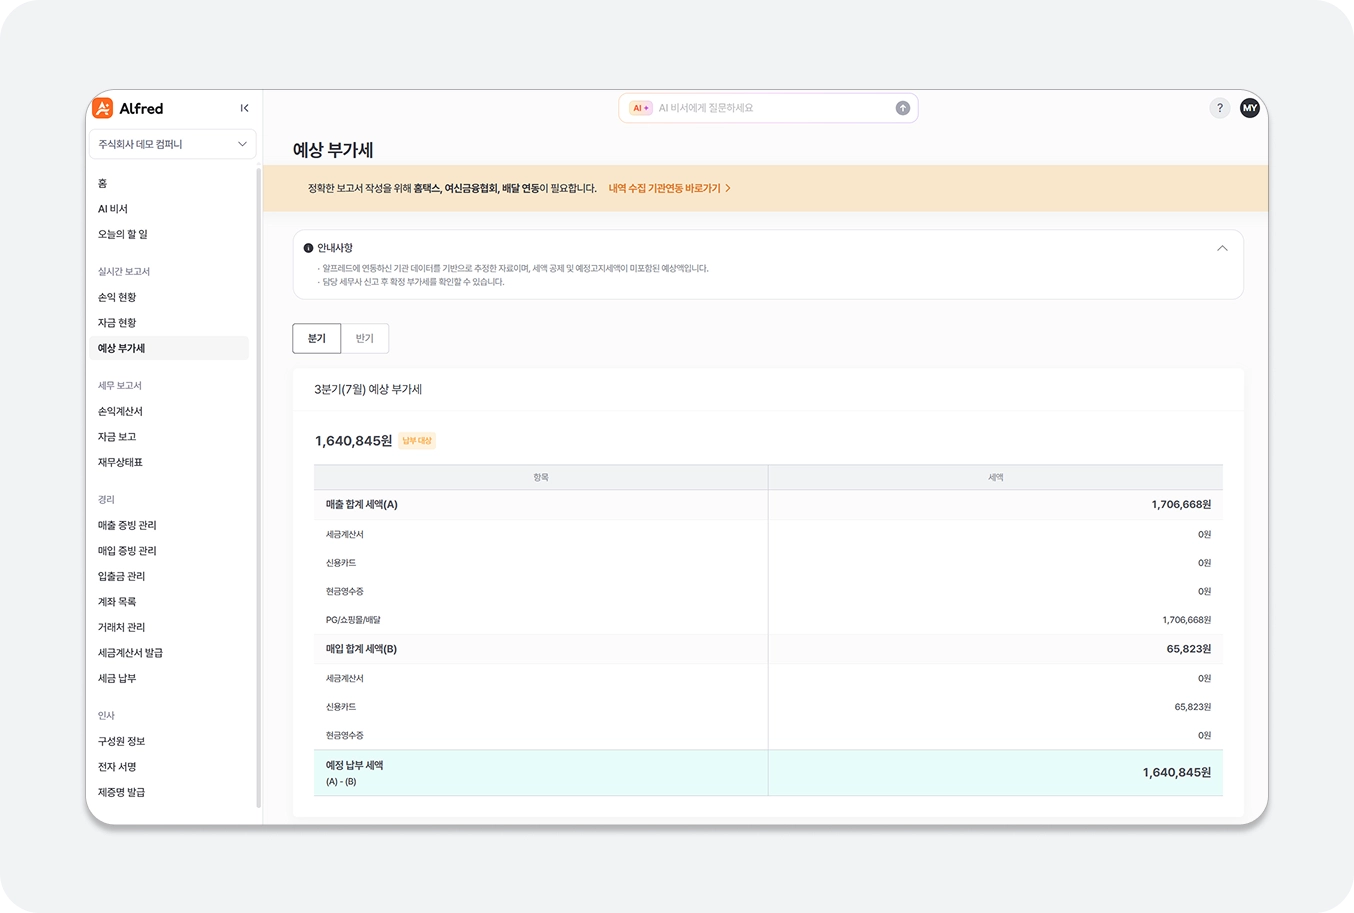 Alfred
주식회사 데모 컴퍼니
홈
AI 비서
오늘의 할 일
실시간 보고서
손익 현황
자금 현황
예상 부가세
세무 보고서
손익계산서
자금 보고
재무상태표
경리
매출 증빙 관리
매입 증빙 관리
입출금 관리
계좌 목록
거래처 관리
세금계산서 발급
세금 납부
인사
구성원 정보
전자 서명
제증명 발급
AI AI 비서에게 질문하세요
? MY
예상 부가세
정확한 보고서 작성을 위해 홈택스, 여신금융협회, 배달 연동이 필요합니다. 내역 수집 기관연동 바로가기 >
안내사항
· 알프레드에 연동하신 기관 데이터를 기반으로 추정한 자료이며, 세액 공제 및 예정고지세액이 미포함된 예상액입니다.
· 담당 세무사 신고 후 확정 부가세를 확인할 수 있습니다.
분기 반기
3분기(7월) 예상 부가세
1,640,845원 납부 대상
항목 세액
매출 합계 세액(A) 1,706,668원
세금계산서 0원
신용카드 0원
현금영수증 0원
PG/쇼핑몰/배달 1,706,668원
매입 합계 세액(B) 65,823원
세금계산서 0원
신용카드 65,823원
현금영수증 0원
예정 납부 세액
(A) - (B) 1,640,845원